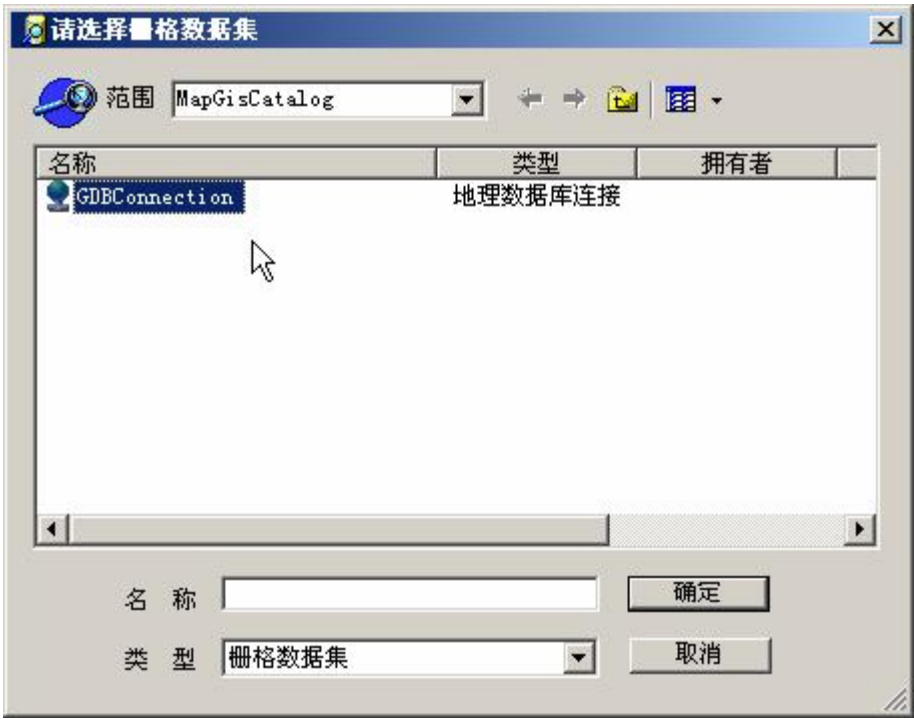 请选择栅格数据集
范围 MapGisCatalog
名称 类型 拥有者
GDBConnection 地理数据库连接
名 称 确定
类 型 栅格数据集 取消